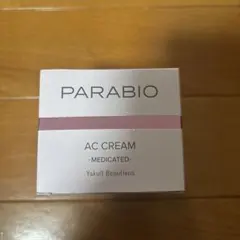 PARABIO
AC CREAM
-MEDICATED-
Yakult Beautiens